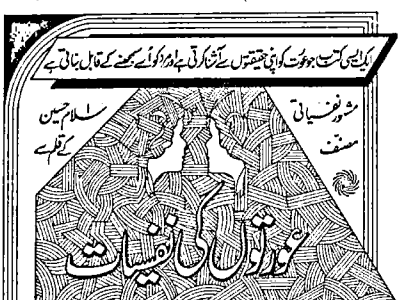 ایک ایسی کتاب جو عورت کو اپنی حقیقتوں سے آشنا کرتی ہے اور مرد کو اُسے سمجھنے کے قابل بناتی ہے
مشہور نفسیاتی
مصنف
سلام حسین
کے قلم سے
عورتوں کی نفسیات